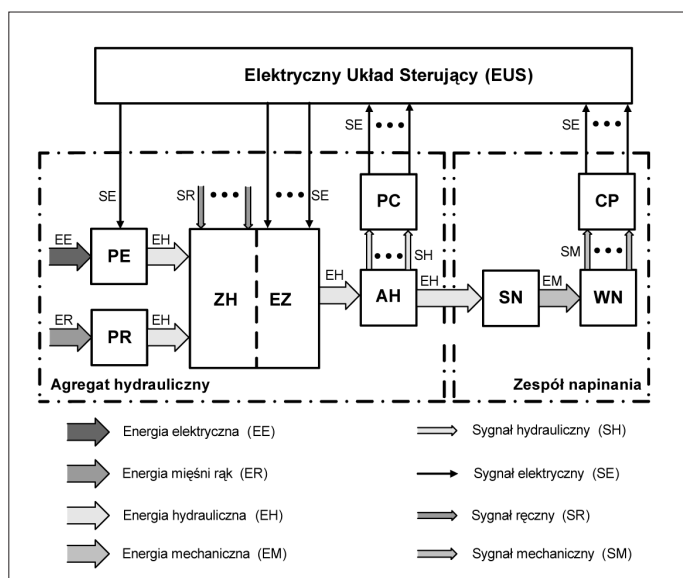 Elektryczny Układ Sterujący (EUS)
SE
SE
SE
SR
SE
PC
CP
EE
EH
PE
EH
SH
SM
ZH
EZ
EH
AH
EH
SN
EM
WN
ER
EH
PR
Agregat hydrauliczny
Zespół napinania
Energia elektryczna (EE)
Sygnał hydrauliczny (SH)
Energia mięśni rąk (ER)
Sygnał elektryczny (SE)
Energia hydrauliczna (EH)
Sygnał ręczny (SR)
Energia mechaniczna (EM)
Sygnał mechaniczny (SM)